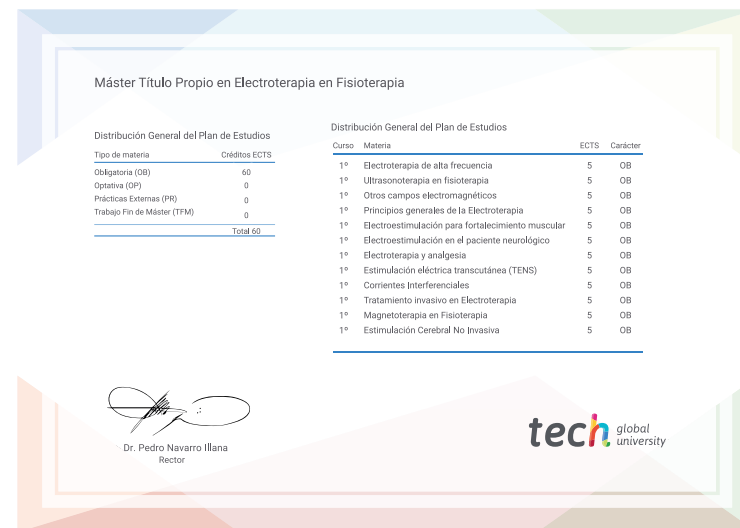 Máster Título Propio en Electroterapia en Fisioterapia
Distribución General del Plan de Estudios
Tipo de materia Créditos ECTS
Obligatoria (OB) 60
Optativa (OP) 0
Prácticas Externas (PR) 0
Trabajo Fin de Máster (TFM) 0
Total 60
Distribución General del Plan de Estudios
Curso Materia ECTS Carácter
1º Electroterapia de alta frecuencia 5 OB
1º Ultrasonoterapia en fisioterapia 5 OB
1º Otros campos electromagnéticos 5 OB
1º Principios generales de la Electroterapia 5 OB
1º Electroestimulación para fortalecimiento muscular 5 OB
1º Electroestimulación en el paciente neurológico 5 OB
1º Electroterapia y analgesia 5 OB
1º Estimulación eléctrica transcutánea (TENS) 5 OB
1º Corrientes Interferenciales 5 OB
1º Tratamiento invasivo en Electroterapia 5 OB
1º Magnetoterapia en Fisioterapia 5 OB
1º Estimulación Cerebral No Invasiva 5 OB
Dr. Pedro Navarro Illana
Rector
tech global
university